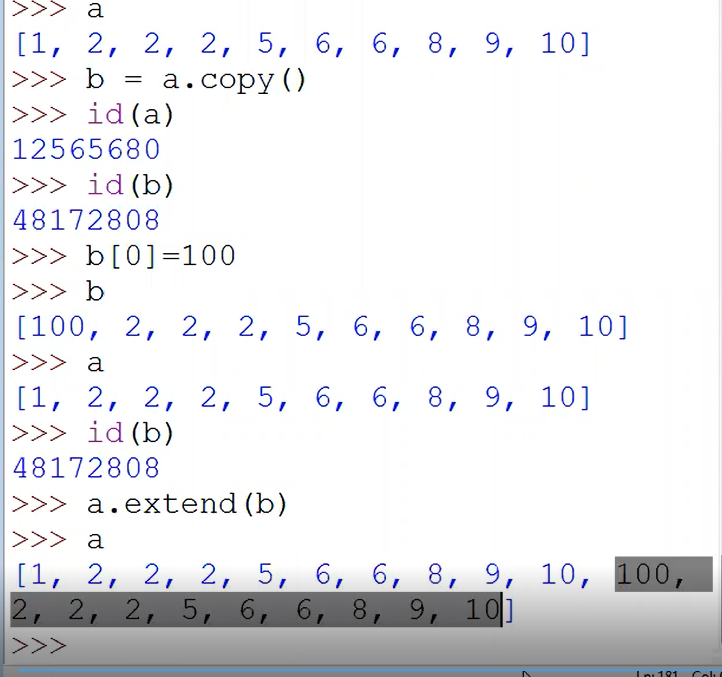 >>> a
[1, 2, 2, 2, 5, 6, 6, 8, 9, 10]
>>> b = a.copy()
>>> id(a)
12565680
>>> id(b)
48172808
>>> b[0]=100
>>> b
[100, 2, 2, 2, 5, 6, 6, 8, 9, 10]
>>> a
[1, 2, 2, 2, 5, 6, 6, 8, 9, 10]
>>> id(b)
48172808
>>> a.extend(b)
>>> a
[1, 2, 2, 2, 5, 6, 6, 8, 9, 10, 100,
2, 2, 2, 5, 6, 6, 8, 9, 10]
>>>